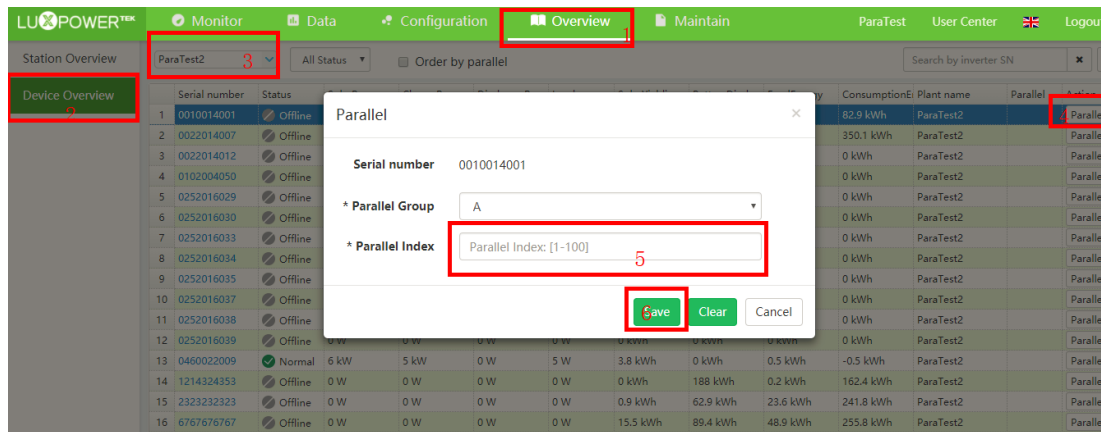 LUXPOWERTEK Monitor Data Configuration Overview Maintain ParaTest User Center Logou
1
Station Overview ParaTest2 3 All Status Order by parallel Search by inverter SN
Device Overview
2
Serial number Status ConsumptionE Plant name Parallel Action
1 0010014001 Offline 82.9 kWh ParaTest2 4 Paralle
2 0022014007 Offline 350.1 kWh ParaTest2 Paralle
3 0022014012 Offline 0 kWh ParaTest2 Paralle
4 0102004050 Offline 0 kWh ParaTest2 Paralle
5 0252016029 Offline 0 kWh ParaTest2 Paralle
6 0252016030 Offline 0 kWh ParaTest2 Paralle
7 0252016033 Offline 0 kWh ParaTest2 Paralle
8 0252016034 Offline 0 kWh ParaTest2 Paralle
9 0252016035 Offline 0 kWh ParaTest2 Paralle
10 0252016037 Offline 0 kWh ParaTest2 Paralle
11 0252016038 Offline 0 kWh ParaTest2 Paralle
12 0252016039 Offline 0 W 0 W 0 W 0 W 0 kWh 0 kWh 0 kWh 0 kWh ParaTest2 Paralle
13 0460022009 Normal 6 kW 5 kW 0 W 5 W 3.8 kWh 0 kWh 0.5 kWh -0.5 kWh ParaTest2 Paralle
14 1214324353 Offline 0 W 0 W 0 W 0 W 0 kWh 188 kWh 0.2 kWh 162.4 kWh ParaTest2 Paralle
15 2323232323 Offline 0 W 0 W 0 W 0 W 0.9 kWh 62.9 kWh 23.6 kWh 241.8 kWh ParaTest2 Paralle
16 6767676767 Offline 0 W 0 W 0 W 0 W 15.5 kWh 89.4 kWh 48.9 kWh 255.8 kWh ParaTest2 Paralle
Parallel ×
Serial number 0010014001
* Parallel Group A
* Parallel Index Parallel Index: [1-100]
5
6 Save Clear Cancel